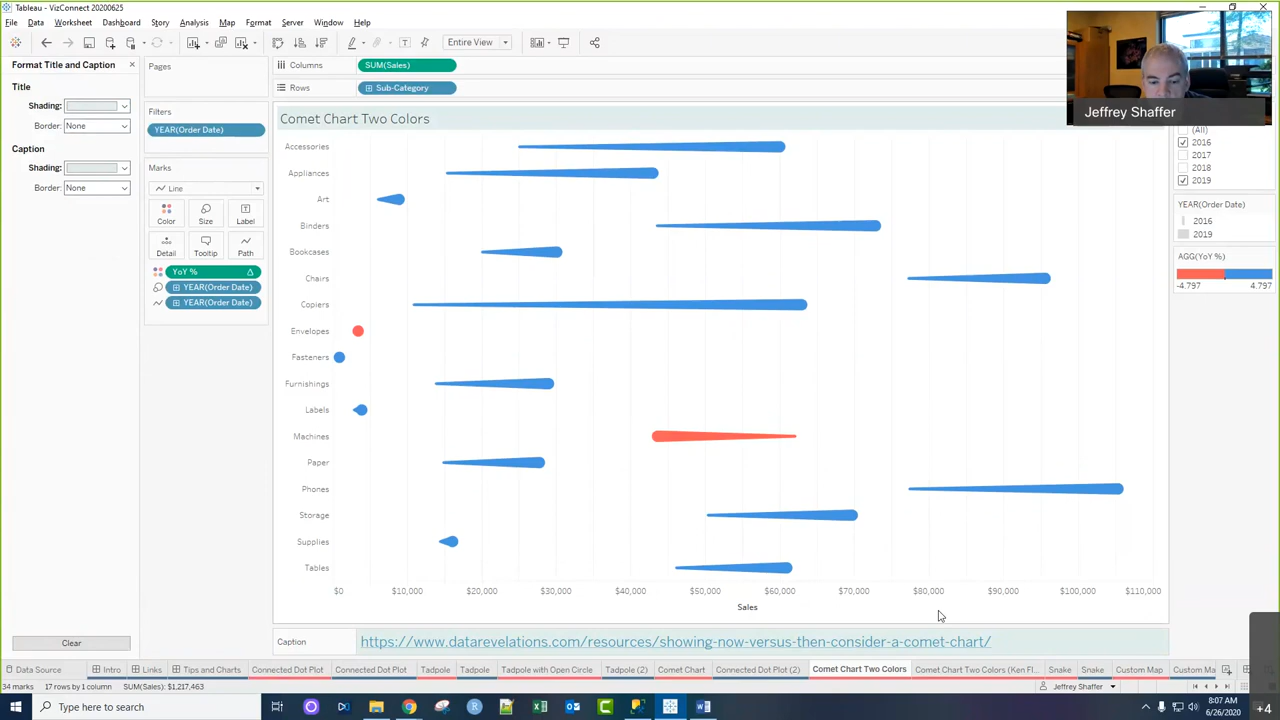 Tableau - VizConnect 20200625
File Data Worksheet Dashboard Story Analysis Map Format Server Window Help
Entire View
Format Title and Caption
Title
Shading:
Border: None
Caption
Shading:
Border: None
Clear
Pages
Filters
YEAR(Order Date)
Marks
Line
Color Size Label
Detail Tooltip Path
YoY %
YEAR(Order Date)
YEAR(Order Date)
Columns SUM(Sales)
Rows Sub-Category
Comet Chart Two Colors
Accessories
Appliances
Art
Binders
Bookcases
Chairs
Copiers
Envelopes
Fasteners
Furnishings
Labels
Machines
Paper
Phones
Storage
Supplies
Tables
$0 $10,000 $20,000 $30,000 $40,000 $50,000 $60,000 $70,000 $80,000 $90,000 $100,000 $110,000
Sales
Caption https://www.datarevelations.com/resources/showing-now-versus-then-consider-a-comet-chart/
Jeffrey Shaffer
(All)
2016
2017
2018
2019
YEAR(Order Date)
2016
2019
AGG(YoY %)
-4.797 4.797
Data Source Intro Links Tips and Charts Connected Dot Plot Connected Dot Plot Tadpole Tadpole Tadpole with Open Circle Tadpole (2) Comet Chart Connected Dot Plot (2) Comet Chart Two Colors Comet Chart Two Colors (Ken Fl... Snake Snake Custom Map Custom Ma
34 marks 17 rows by 1 column SUM(Sales): $1,217,463 Jeffrey Shaffer
Type here to search
8:07 AM
6/26/2020
+4